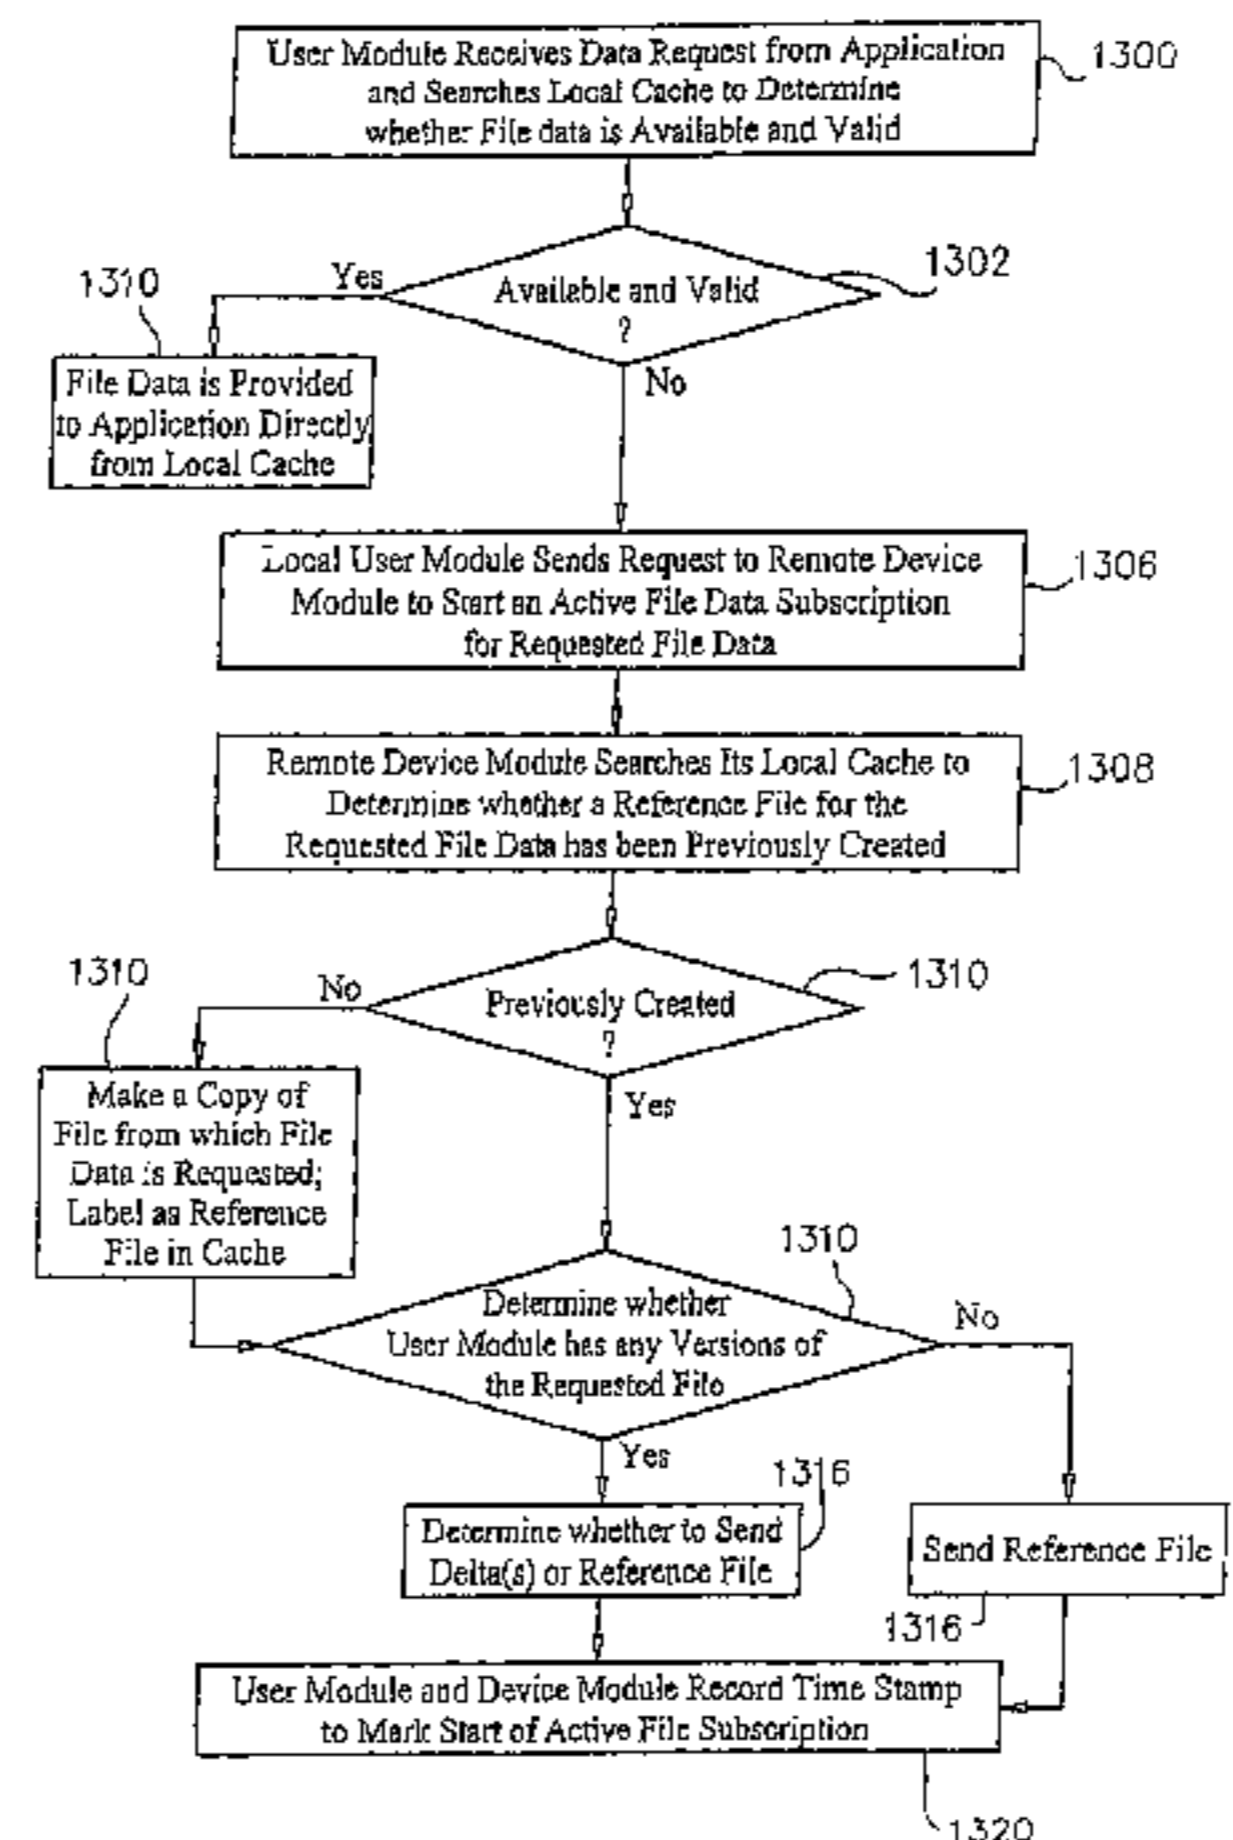 User Module Receives Data Request from Application
and Searches Local Cache to Determine
whether File data is Available and Valid
1300
Available and Valid
?
1302
Yes
No
1310
File Data is Provided
to Application Directly
from Local Cache
Local User Module Sends Request to Remote Device
Module to Start an Active File Data Subscription
for Requested File Data
1306
Remote Device Module Searches Its Local Cache to
Determine whether a Reference File for the
Requested File Data has been Previously Created
1308
Previously Created
?
1310
No
Yes
1310
Make a Copy of
File from which File
Data is Requested;
Label as Reference
File in Cache
Determine whether
User Module has any Versions of
the Requested File
1310
No
Yes
Determine whether to Send
Delta(s) or Reference File
1316
Send Reference File
1316
User Module and Device Module Record Time Stamp
to Mark Start of Active File Subscription
1320